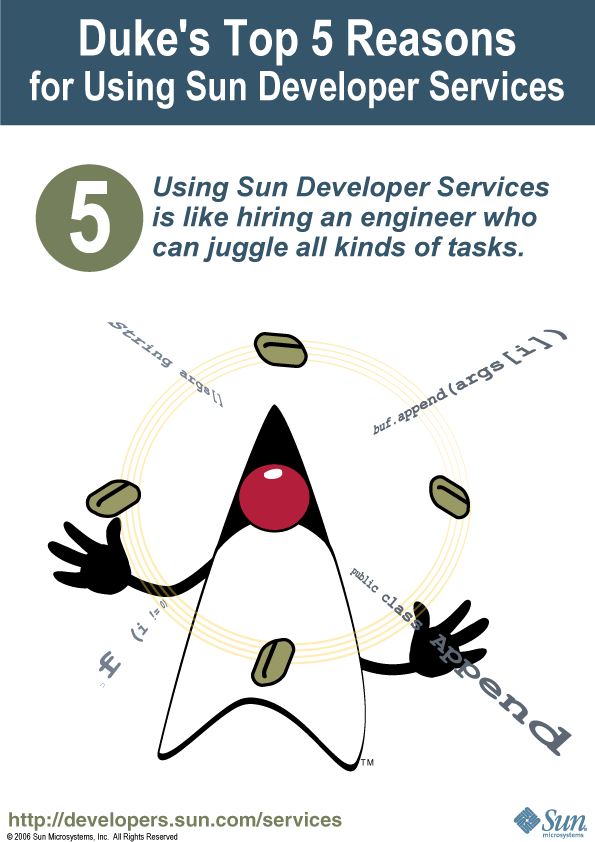 Duke's Top 5 Reasons
for Using Sun Developer Services
5
Using Sun Developer Services
is like hiring an engineer who
can juggle all kinds of tasks.
String args[]
buf.append(args[i])
f (i != 0)
public class Append
TM
http://developers.sun.com/services
© 2006 Sun Microsystems, Inc. All Rights Reserved
Sun
microsystems